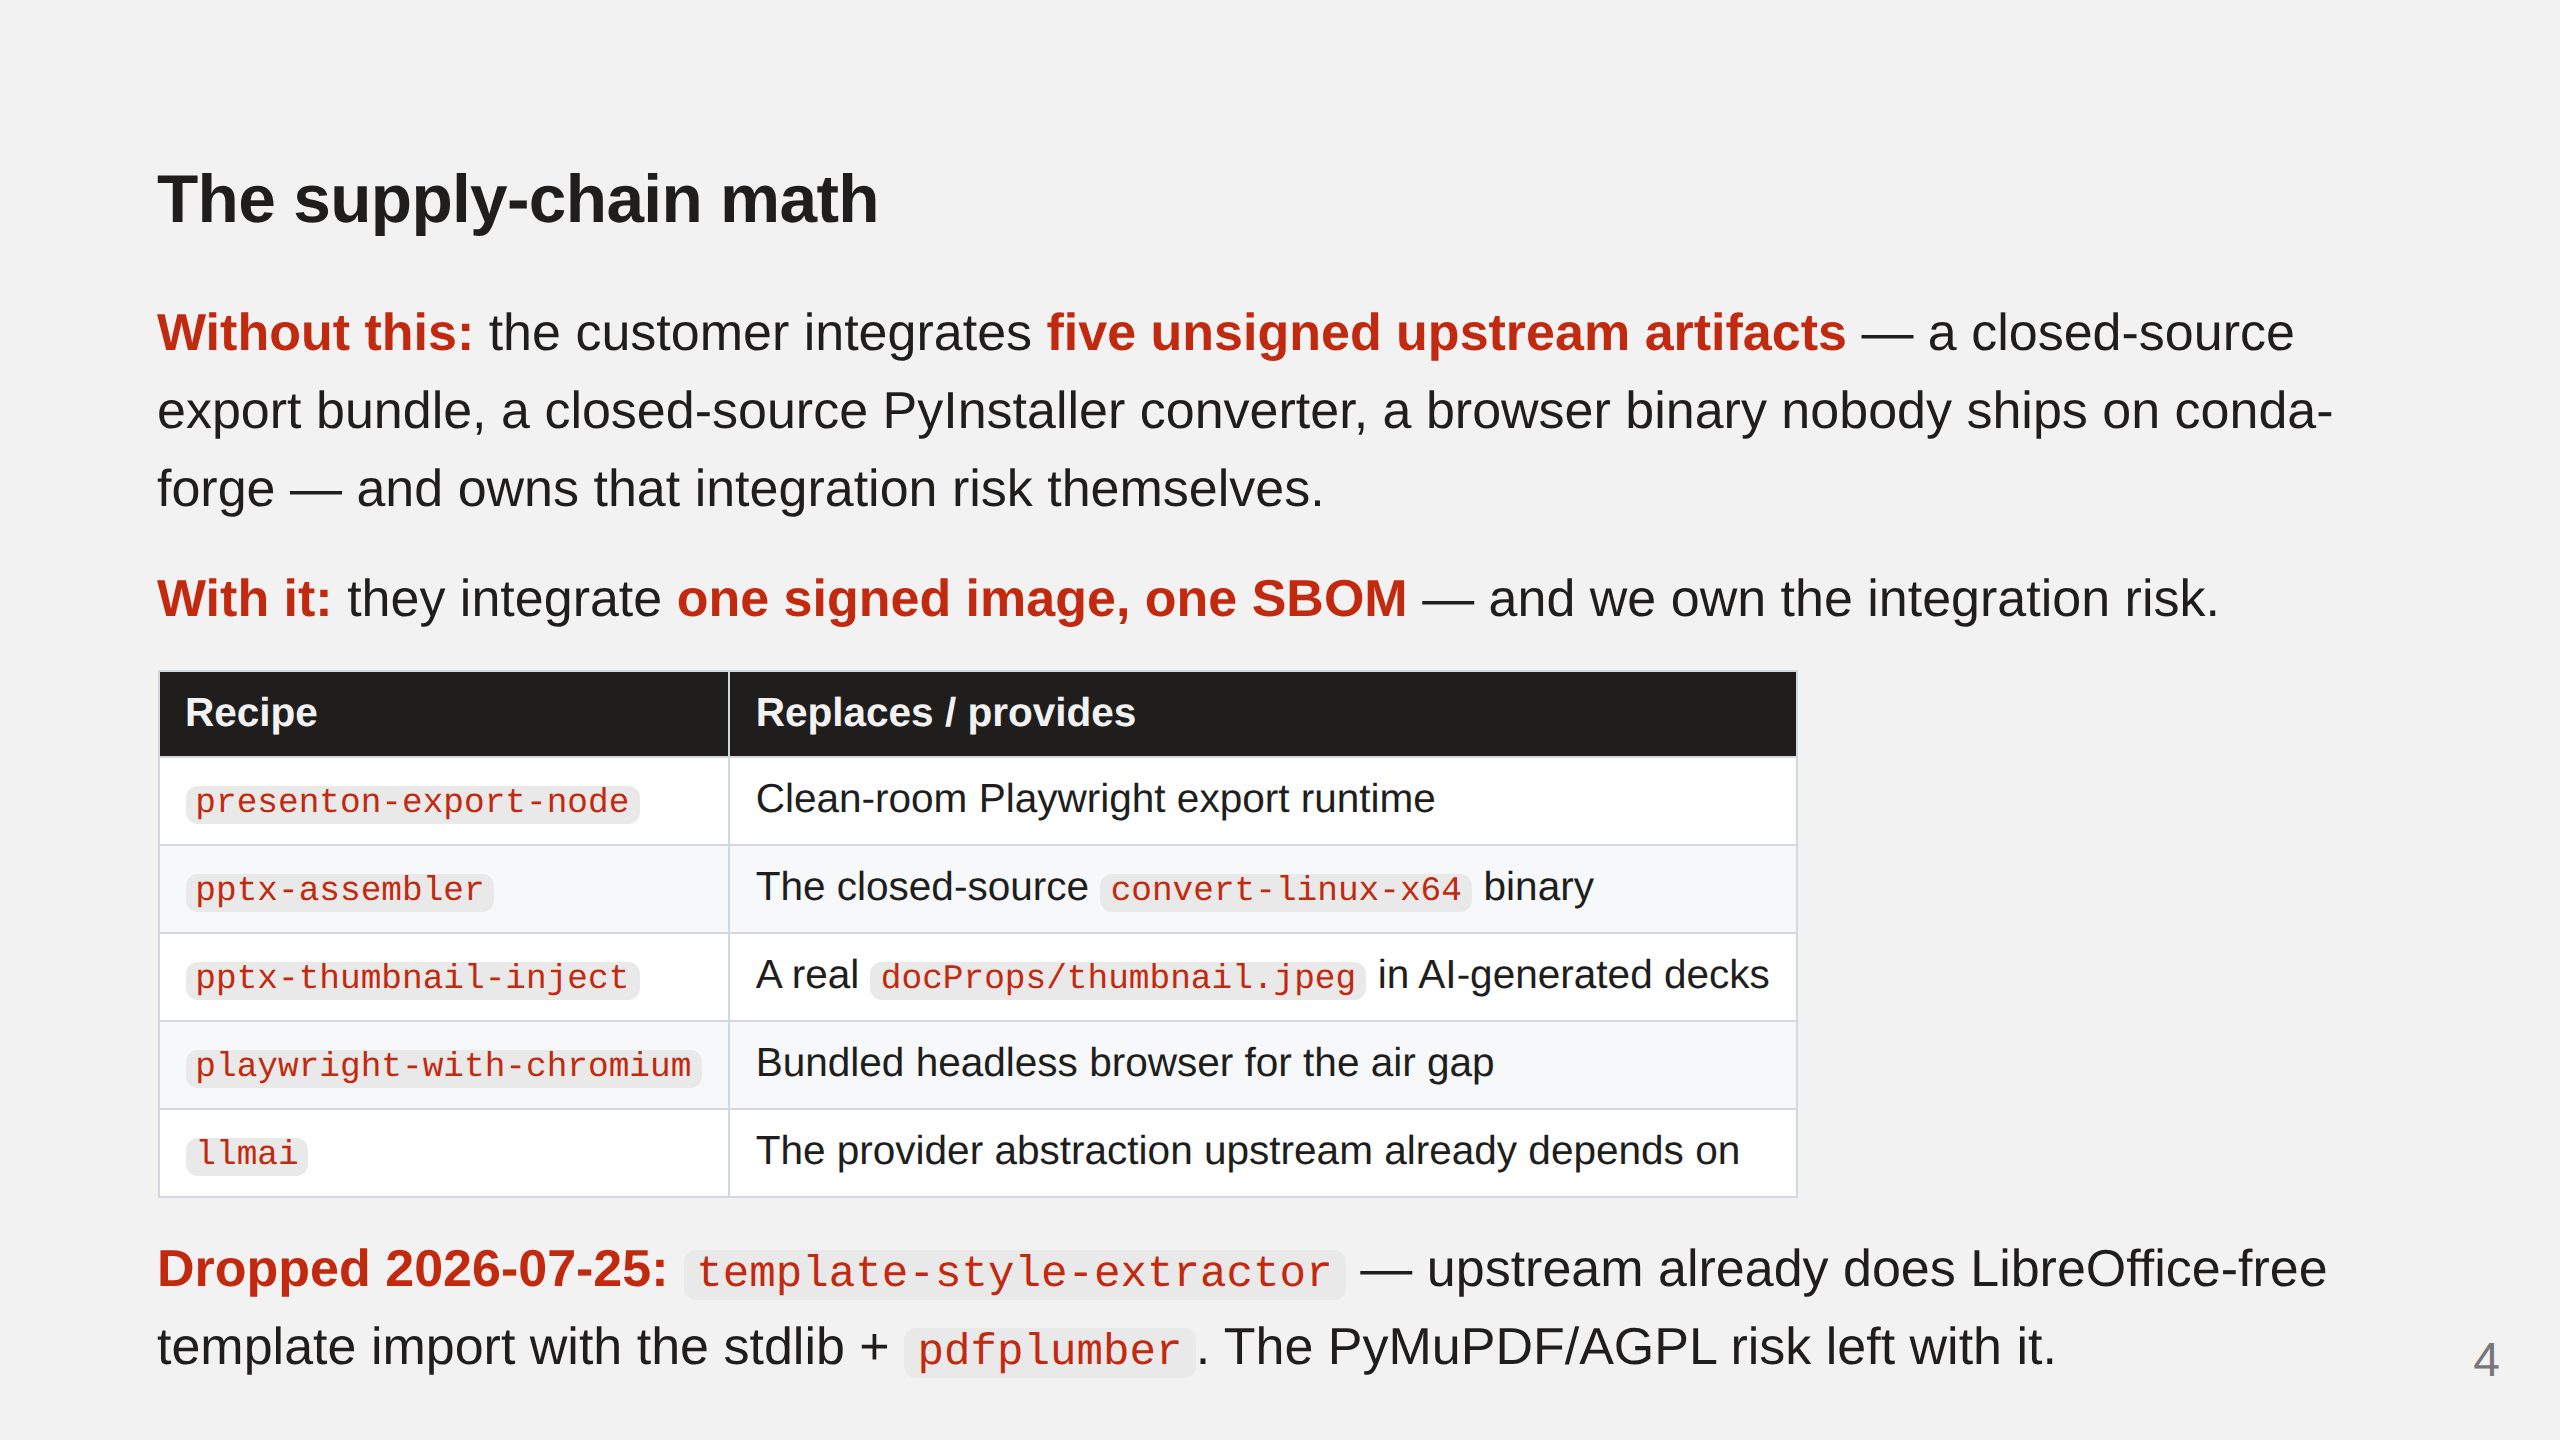 The supply-chain math
Without this: the customer integrates five unsigned upstream artifacts — a closed-source
export bundle, a closed-source PyInstaller converter, a browser binary nobody ships on conda-
forge — and owns that integration risk themselves.
With it: they integrate one signed image, one SBOM — and we own the integration risk.
Recipe Replaces / provides
presenton-export-node Clean-room Playwright export runtime
pptx-assembler The closed-source convert-linux-x64 binary
pptx-thumbnail-inject A real docProps/thumbnail.jpeg in AI-generated decks
playwright-with-chromium Bundled headless browser for the air gap
llmai The provider abstraction upstream already depends on
Dropped 2026-07-25: template-style-extractor — upstream already does LibreOffice-free
template import with the stdlib + pdfplumber. The PyMuPDF/AGPL risk left with it.
4